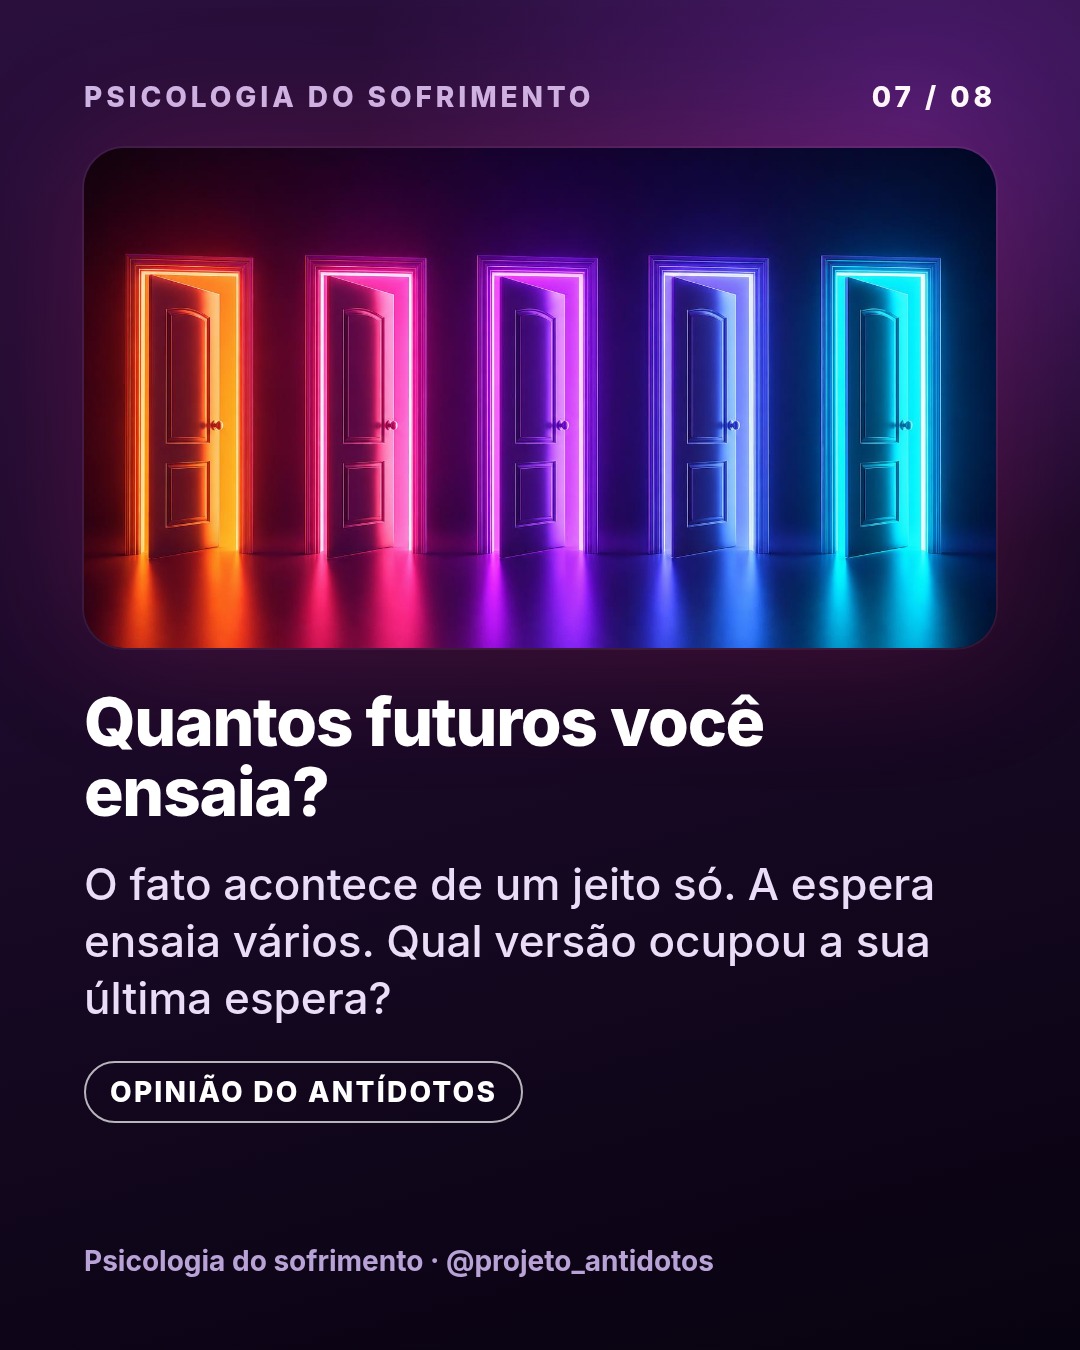 PSICOLOGIA DO SOFRIMENTO
07 / 08
Quantos futuros você
ensaia?
O fato acontece de um jeito só. A espera
ensaia vários. Qual versão ocupou a sua
última espera?
OPINIÃO DO ANTÍDOTOS
Psicologia do sofrimento · @projeto_antidotos